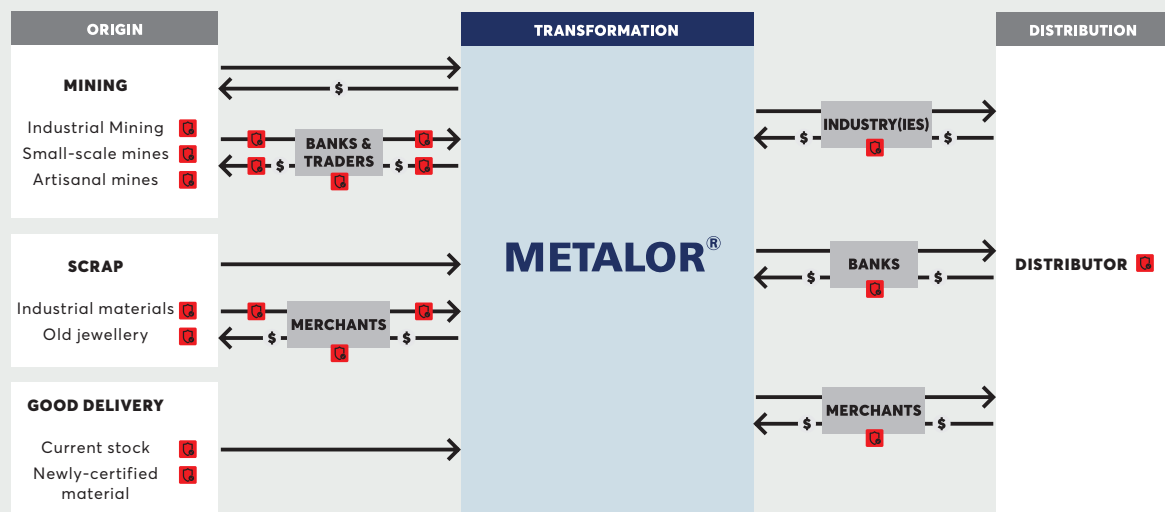 ORIGIN
TRANSFORMATION
DISTRIBUTION
MINING
Industrial Mining
Small-scale mines
Artisanal mines
$
BANKS &
TRADERS
$ $
SCRAP
Industrial materials
Old jewellery
MERCHANTS
$ $
GOOD DELIVERY
Current stock
Newly-certified
material
METALOR®
INDUSTRY(IES)
$ $
BANKS
$ $
MERCHANTS
$ $
DISTRIBUTOR